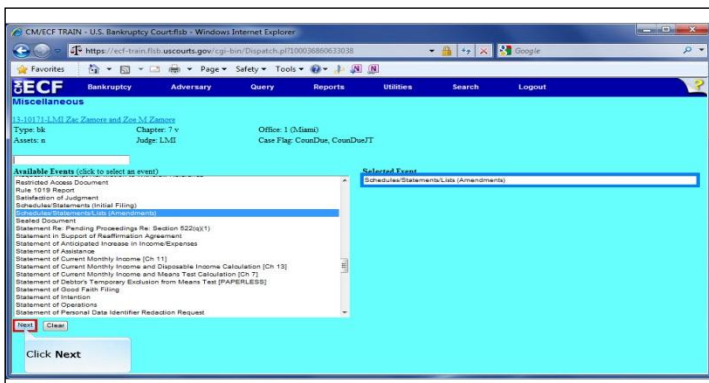 CM/ECF TRAIN - U.S. Bankruptcy Court:flsb - Windows Internet Explorer
https://ecf-train.flsb.uscourts.gov/cgi-bin/Dispatch.pl?100036860633038
Google
Favorites Page Safety Tools
ECF Bankruptcy Adversary Query Reports Utilities Search Logout ?
Miscellaneous
13-10171-LMI Zac Zamore and Zoe M Zamore
Type: bk Chapter: 7 v Office: 1 (Miami)
Assets: n Judge: LMI Case Flag: CounDue, CounDueJT
Available Events (click to select an event) Selected Event
Schedules/Statements/Lists (Amendments)
Restricted Access Document
Rule 1019 Report
Satisfaction of Judgment
Schedules/Statements (Initial Filing)
Schedules/Statements/Lists (Amendments)
Sealed Document
Statement Re: Pending Proceedings Re: Section 522(q)(1)
Statement in Support of Reaffirmation Agreement
Statement of Anticipated Increase in Income/Expenses
Statement of Assistance
Statement of Current Monthly Income [Ch 11]
Statement of Current Monthly Income and Disposable Income Calculation [Ch 13]
Statement of Current Monthly Income and Means Test Calculation [Ch 7]
Statement of Debtor's Temporary Exclusion from Means Test [PAPERLESS]
Statement of Good Faith Filing
Statement of Intention
Statement of Operations
Statement of Personal Data Identifier Redaction Request
Next Clear
Click Next